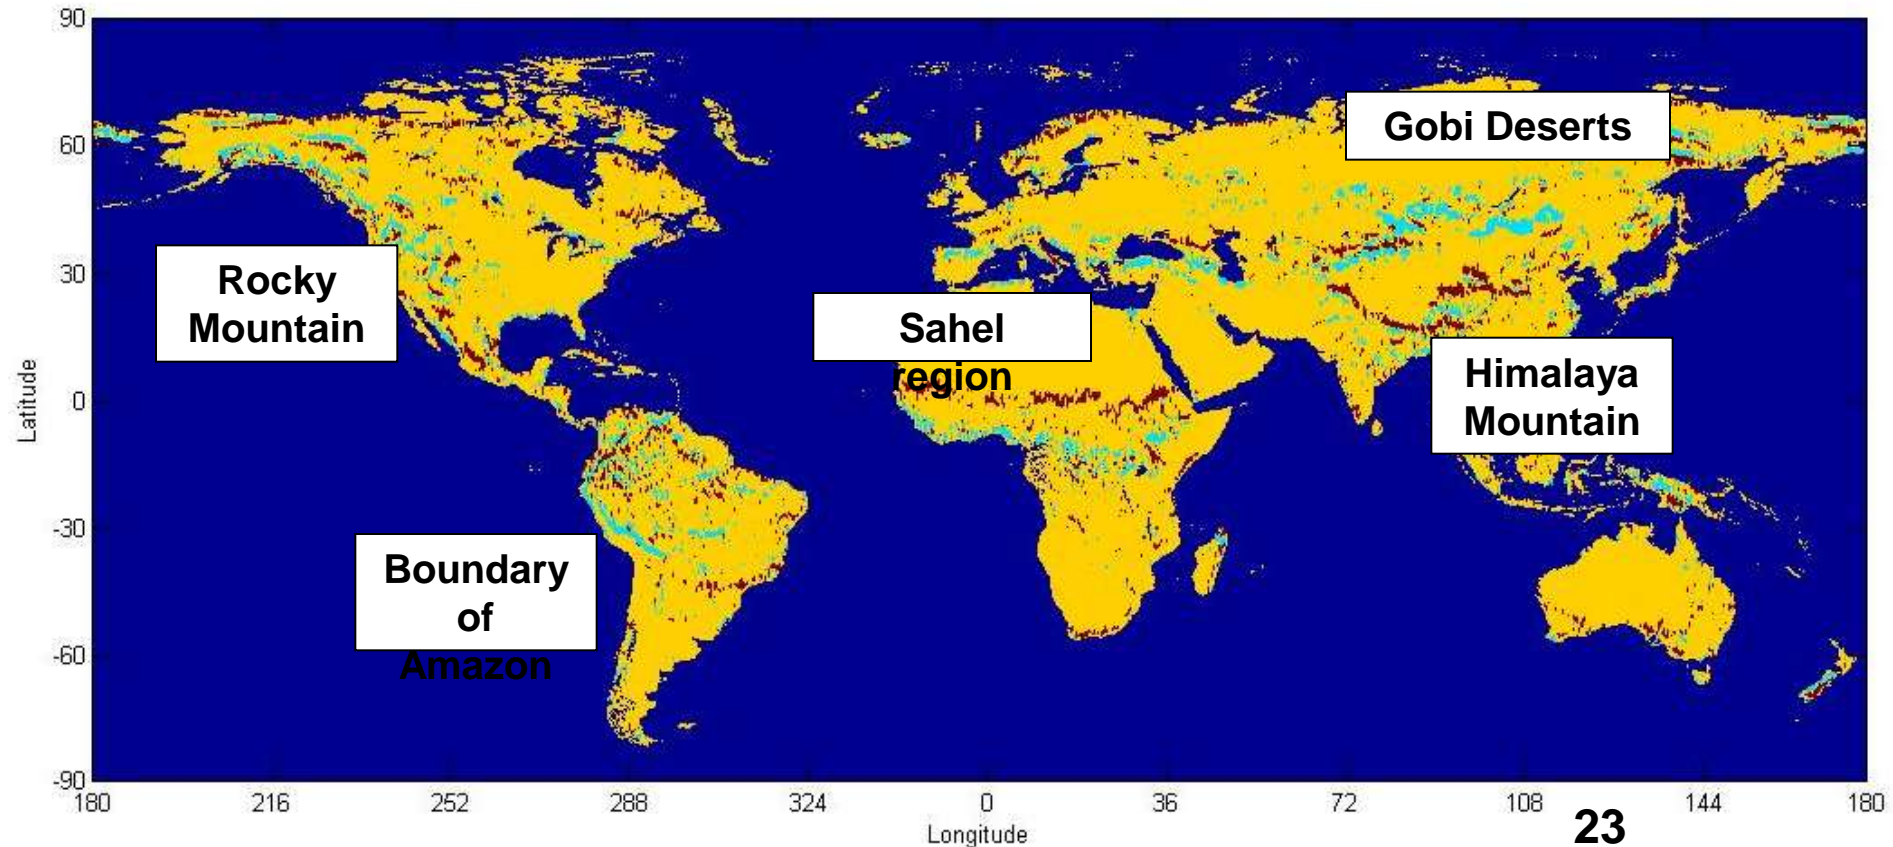 90
60
30
0
-30
-60
-90
Latitude
Gobi Deserts
Rocky
Mountain
Sahel
region
Himalaya
Mountain
Boundary
of
Amazon
180 216 252 288 324 0 36 72 108 144 180
Longitude
23